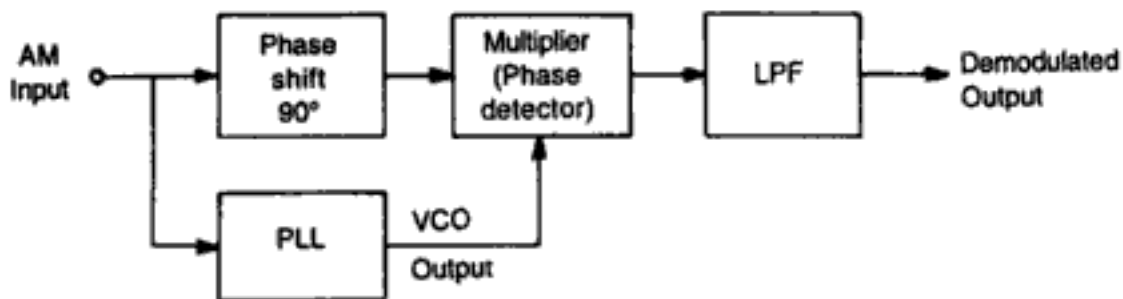 AM
Input
Phase
shift
90°
Multiplier
(Phase
detector)
LPF
Demodulated
Output
PLL
VCO
Output